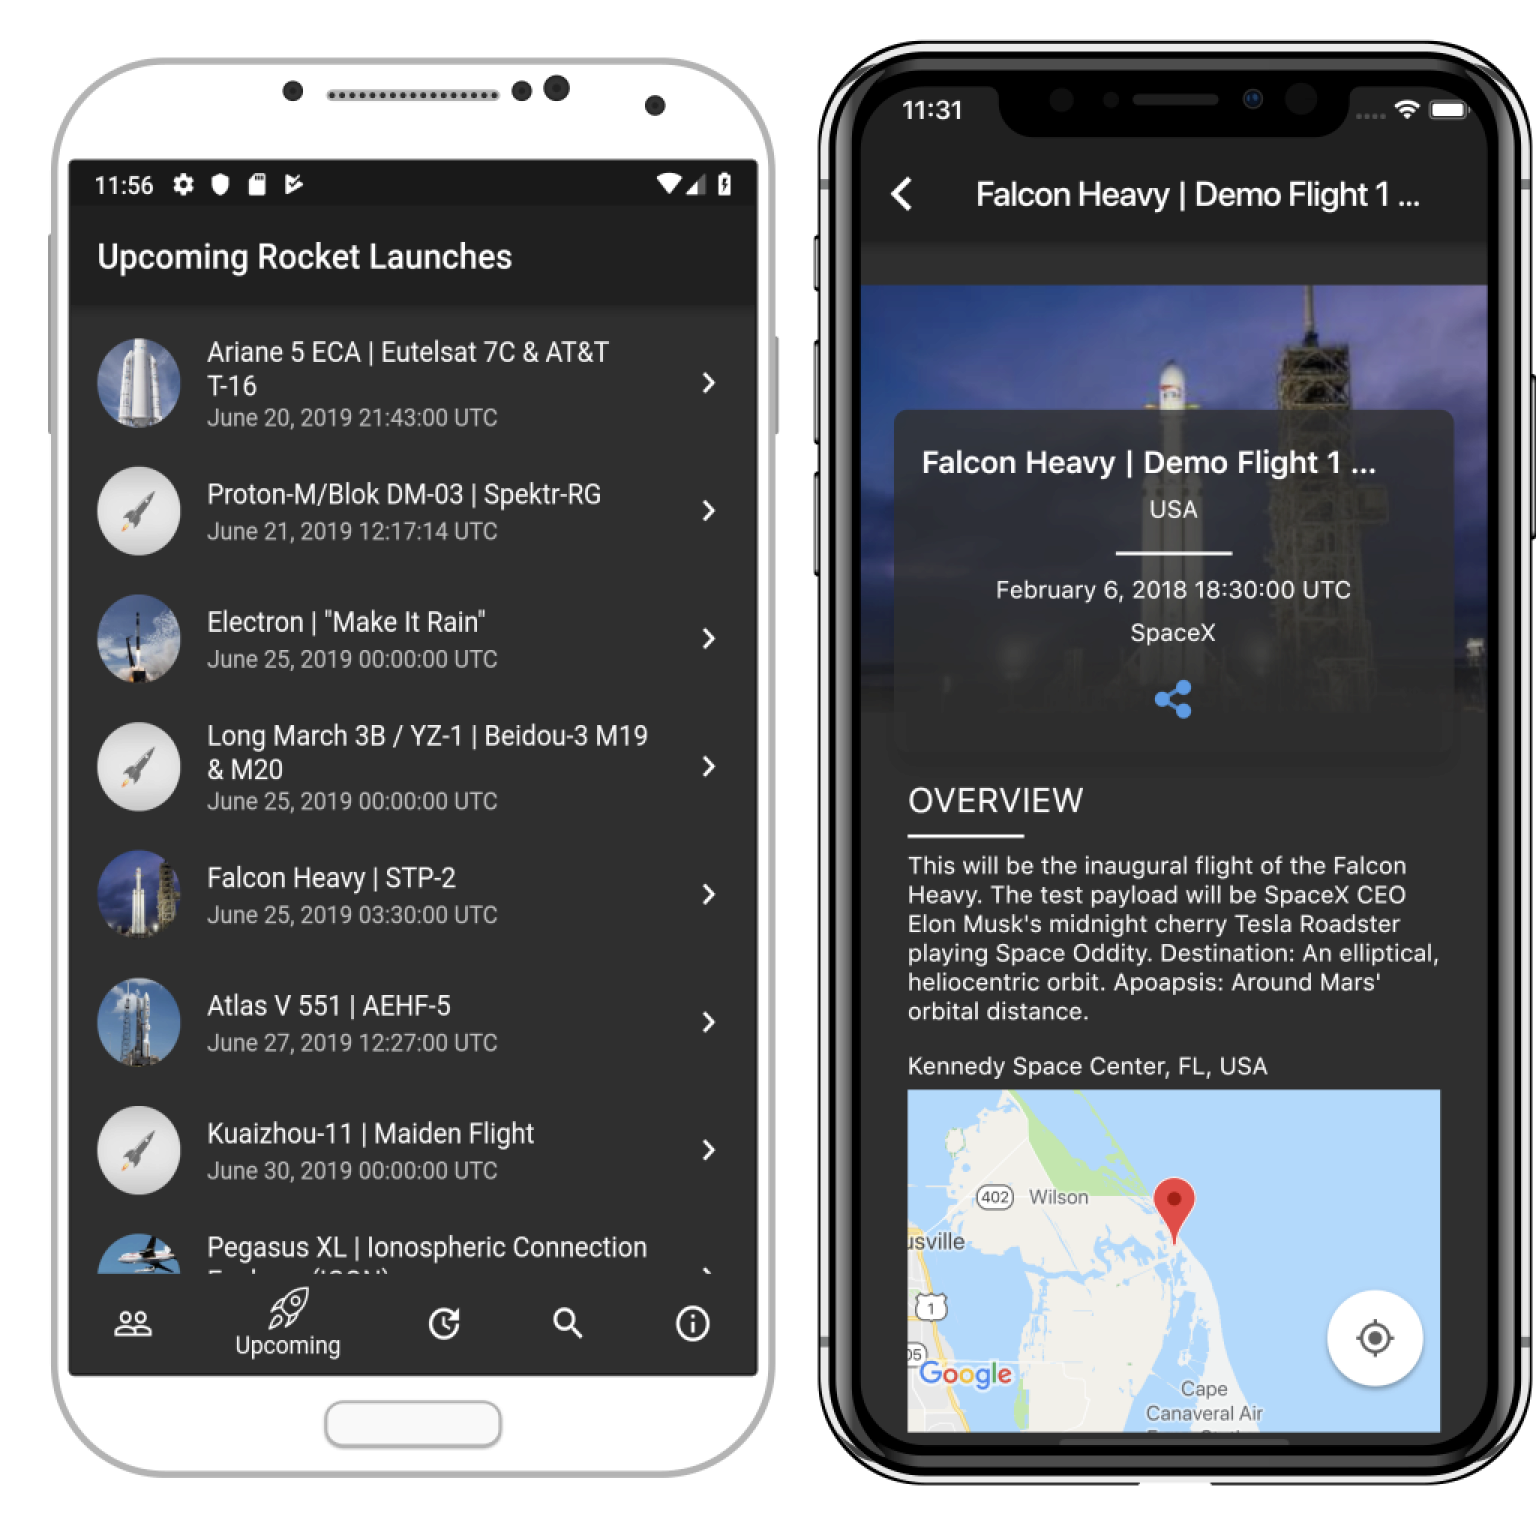 11:56
Upcoming Rocket Launches
Ariane 5 ECA | Eutelsat 7C & AT&T
T-16
June 20, 2019 21:43:00 UTC
Proton-M/Blok DM-03 | Spektr-RG
June 21, 2019 12:17:14 UTC
Electron | "Make It Rain"
June 25, 2019 00:00:00 UTC
Long March 3B / YZ-1 | Beidou-3 M19
& M20
June 25, 2019 00:00:00 UTC
Falcon Heavy | STP-2
June 25, 2019 03:30:00 UTC
Atlas V 551 | AEHF-5
June 27, 2019 12:27:00 UTC
Kuaizhou-11 | Maiden Flight
June 30, 2019 00:00:00 UTC
Pegasus XL | Ionospheric Connection
Upcoming
11:31
Falcon Heavy | Demo Flight 1 ...
Falcon Heavy | Demo Flight 1 ...
USA
February 6, 2018 18:30:00 UTC
SpaceX
OVERVIEW
This will be the inaugural flight of the Falcon
Heavy. The test payload will be SpaceX CEO
Elon Musk's midnight cherry Tesla Roadster
playing Space Oddity. Destination: An elliptical,
heliocentric orbit. Apoapsis: Around Mars'
orbital distance.
Kennedy Space Center, FL, USA
402 Wilson
usville
1
05
Google
Cape
Canaveral Air